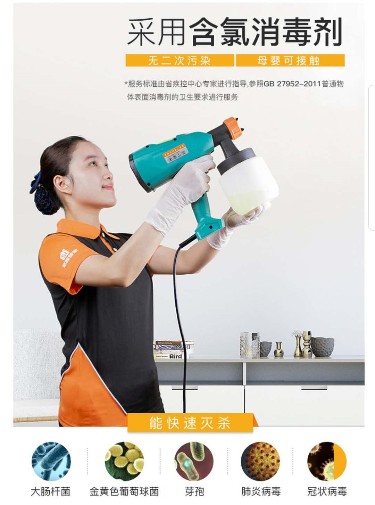 采用含氯消毒剂
无二次污染 母婴可接触
*服务标准由省疾控中心专家进行指导,参照GB 27952-2011普通物
体表面消毒剂的卫生要求进行服务
Bird
能快速灭杀
大肠杆菌 金黄色葡萄球菌 芽孢 肺炎病毒 冠状病毒